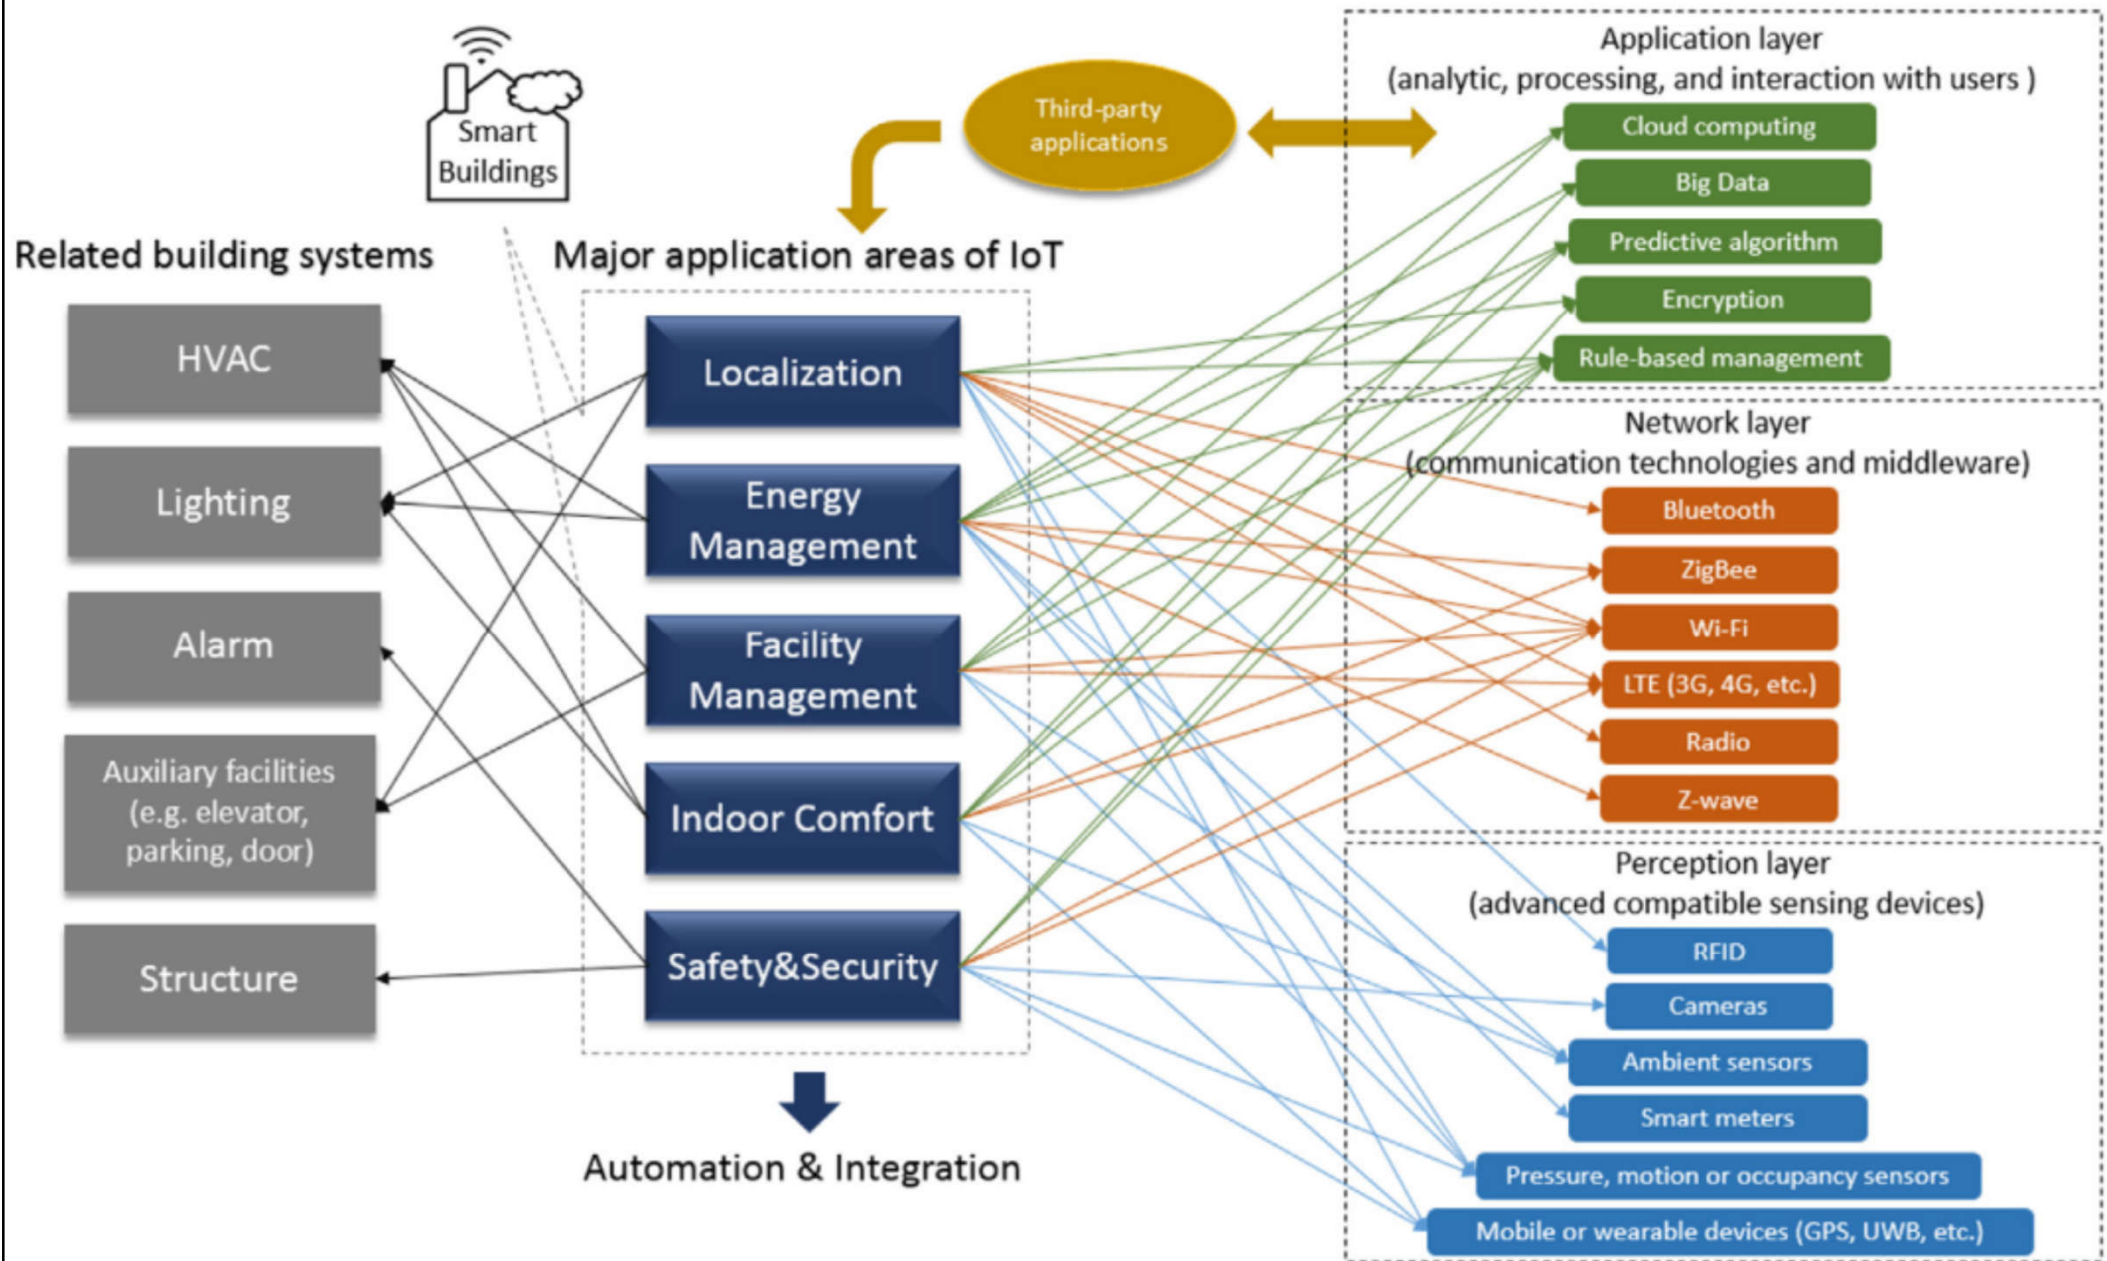 Smart
Buildings
Third-party
applications
Related building systems
HVAC
Lighting
Alarm
Auxiliary facilities
(e.g. elevator,
parking, door)
Structure
Major application areas of IoT
Localization
Energy
Management
Facility
Management
Indoor Comfort
Safety&Security
Automation & Integration
Application layer
(analytic, processing, and interaction with users )
Cloud computing
Big Data
Predictive algorithm
Encryption
Rule-based management
Network layer
(communication technologies and middleware)
Bluetooth
ZigBee
Wi-Fi
LTE (3G, 4G, etc.)
Radio
Z-wave
Perception layer
(advanced compatible sensing devices)
RFID
Cameras
Ambient sensors
Smart meters
Pressure, motion or occupancy sensors
Mobile or wearable devices (GPS, UWB, etc.)